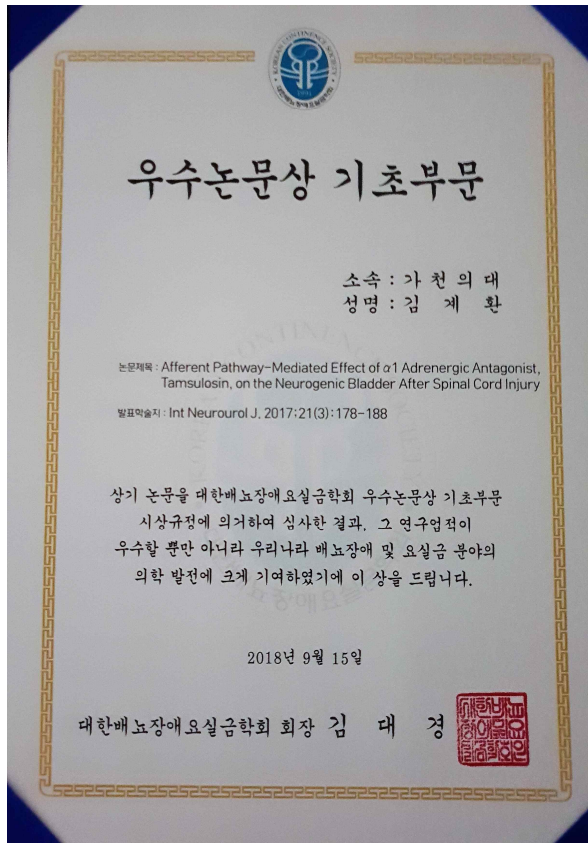 KOREAN CONTINENCE SOCIETY
우수논문상 기초부문
소속 : 가천의대
성명 : 김 계 환
논문제목 : Afferent Pathway-Mediated Effect of α1 Adrenergic Antagonist,
Tamsulosin, on the Neurogenic Bladder After Spinal Cord Injury
발표학술지 : Int Neurourol J. 2017:21(3):178-188
상기 논문을 대한배뇨장애요실금학회 우수논문상 기초부문
시상규정에 의거하여 심사한 결과, 그 연구업적이
우수할 뿐만 아니라 우리나라 배뇨장애 및 요실금 분야의
의학 발전에 크게 기여하였기에 이 상을 드립니다.
2018년 9월 15일
대한배뇨장애요실금학회 회장 김 대 경